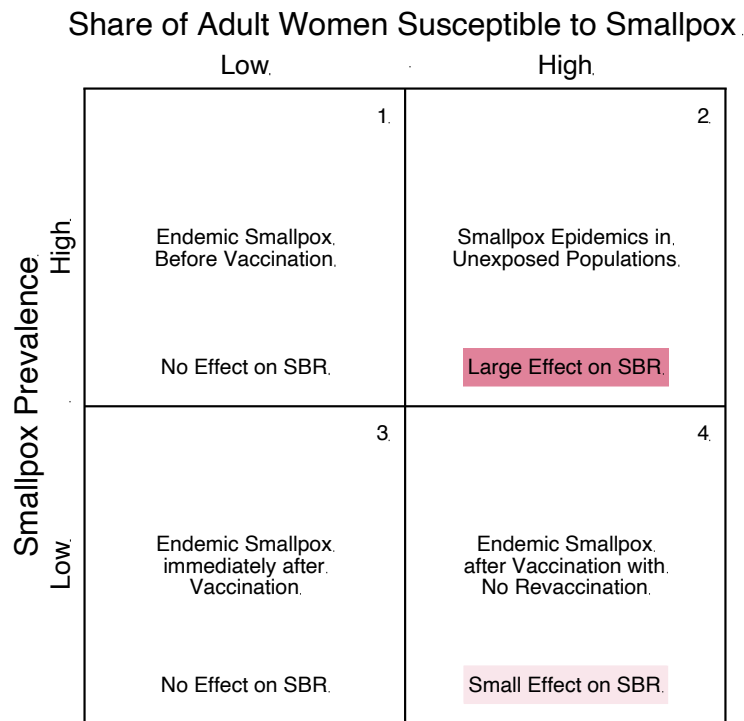 Share of Adult Women Susceptible to Smallpox
Low
High
Smallpox Prevalence
High
Low
1
Endemic Smallpox
Before Vaccination
No Effect on SBR
2
Smallpox Epidemics in
Unexposed Populations
Large Effect on SBR
3
Endemic Smallpox
immediately after
Vaccination
No Effect on SBR
4
Endemic Smallpox
after Vaccination with
No Revaccination
Small Effect on SBR